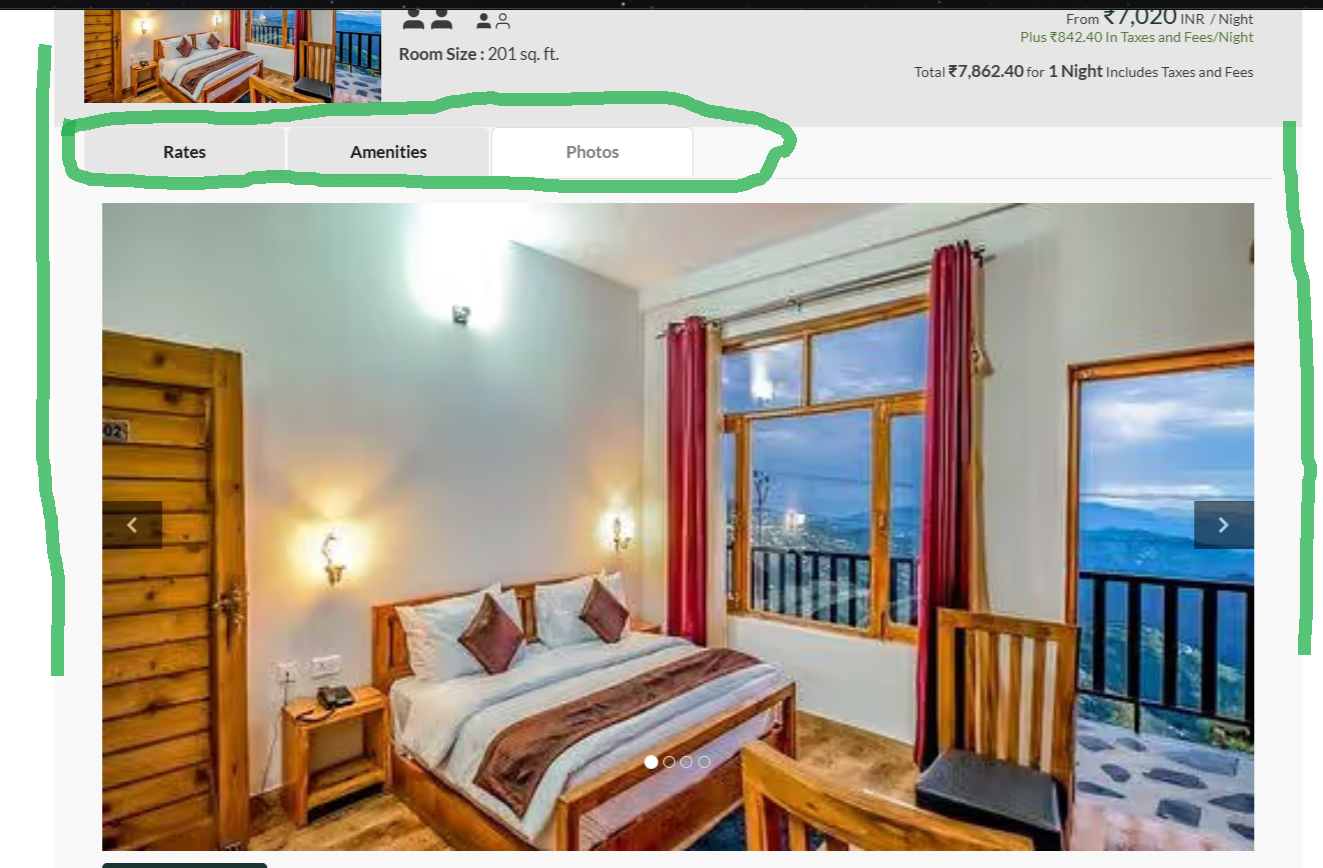 From ₹7,020 INR / Night
Plus ₹842.40 In Taxes and Fees/Night
Room Size : 201 sq. ft.
Total ₹7,862.40 for 1 Night Includes Taxes and Fees
Rates
Amenities
Photos
02